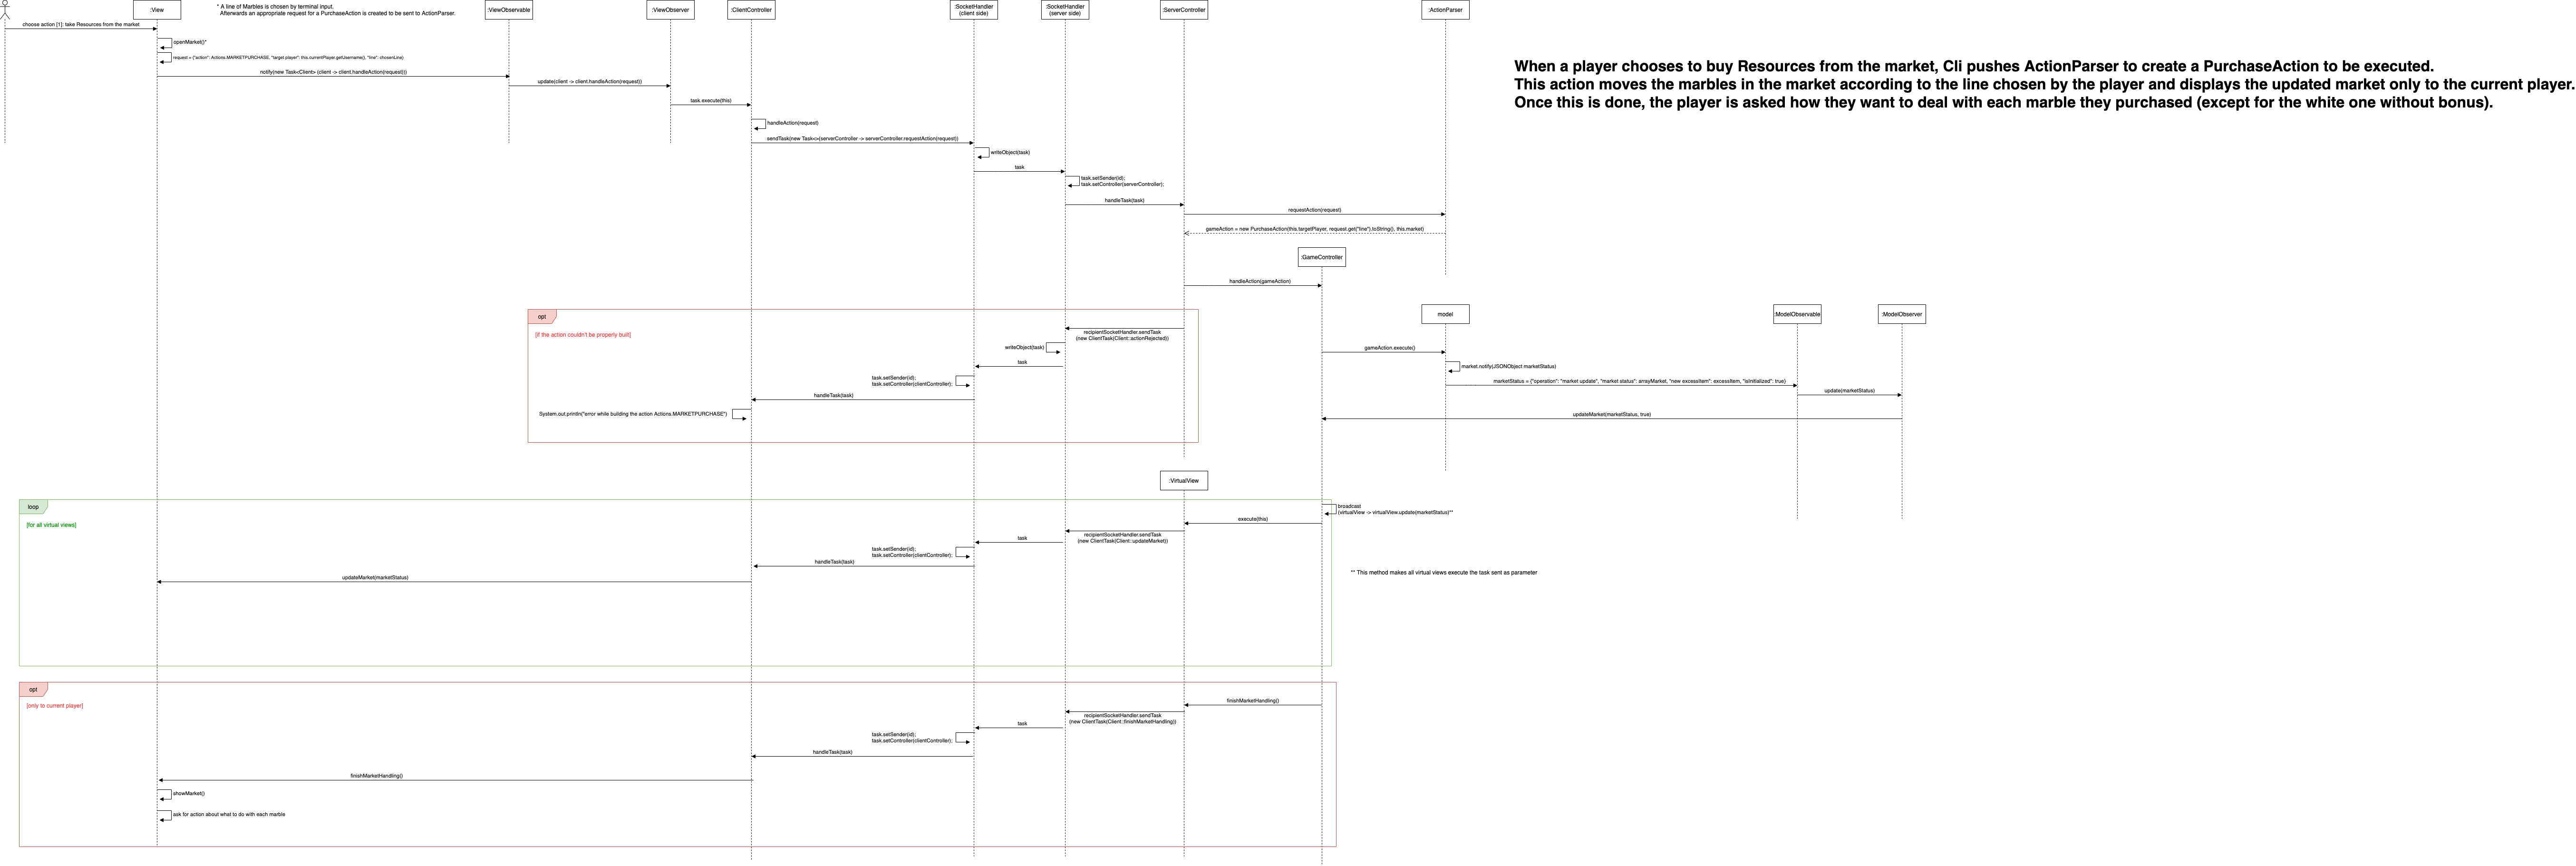 :View
* A line of Marbles is chosen by terminal input.
Afterwards an appropriate request for a PurchaseAction is created to be sent to ActionParser.
:ViewObservable
:ViewObserver
:ClientController
:SocketHandler
(client side)
:SocketHandler
(server side)
:ServerController
:ActionParser
choose action [1]: take Resources from the market
openMarket()*
request = {"action": Actions.MARKETPURCHASE, "target player": this.currentPlayer.getUsername(), "line": chosenLine}
notify(new Task<Client> (client -> client.handleAction(request)))
update(client -> client.handleAction(request))
task.execute(this)
handleAction(request)
sendTask(new Task<>(serverController -> serverController.requestAction(request))
writeObject(task)
task
task.setSender(id);
task.setController(serverController);
handleTask(task)
requestAction(request)
gameAction = new PurchaseAction(this.targetPlayer, request.get("line").toString(), this.market)
When a player chooses to buy Resources from the market, Cli pushes ActionParser to create a PurchaseAction to be executed.
This action moves the marbles in the market according to the line chosen by the player and displays the updated market only to the current player.
Once this is done, the player is asked how they want to deal with each marble they purchased (except for the white one without bonus).
:GameController
handleAction(gameAction)
opt
[if the action couldn't be properly built]
recipientSocketHandler.sendTask
(new ClientTask(Client::actionRejected))
writeObject(task)
task
task.setSender(id);
task.setController(clientController);
handleTask(task)
System.out.println("error while building the action Actions.MARKETPURCHASE")
model
:ModelObservable
:ModelObserver
gameAction.execute()
market.notify(JSONObject marketStatus)
marketStatus = {"operation": "market update", "market status": arrayMarket, "new excessItem": excessItem, "isInitialized": true}
update(marketStatus)
updateMarket(marketStatus, true)
:VirtualView
loop
[for all virtual views]
broadcast
(virtualView -> virtualView.update(marketStatus)**
execute(this)
recipientSocketHandler.sendTask
(new ClientTask(Client::updateMarket))
task
task.setSender(id);
task.setController(clientController);
handleTask(task)
updateMarket(marketStatus)
** This method makes all virtual views execute the task sent as parameter
opt
[only to current player]
finishMarketHandling()
recipientSocketHandler.sendTask
(new ClientTask(Client::finishMarketHandling))
task
task.setSender(id);
task.setController(clientController);
handleTask(task)
finishMarketHandling()
showMarket()
ask for action about what to do with each marble